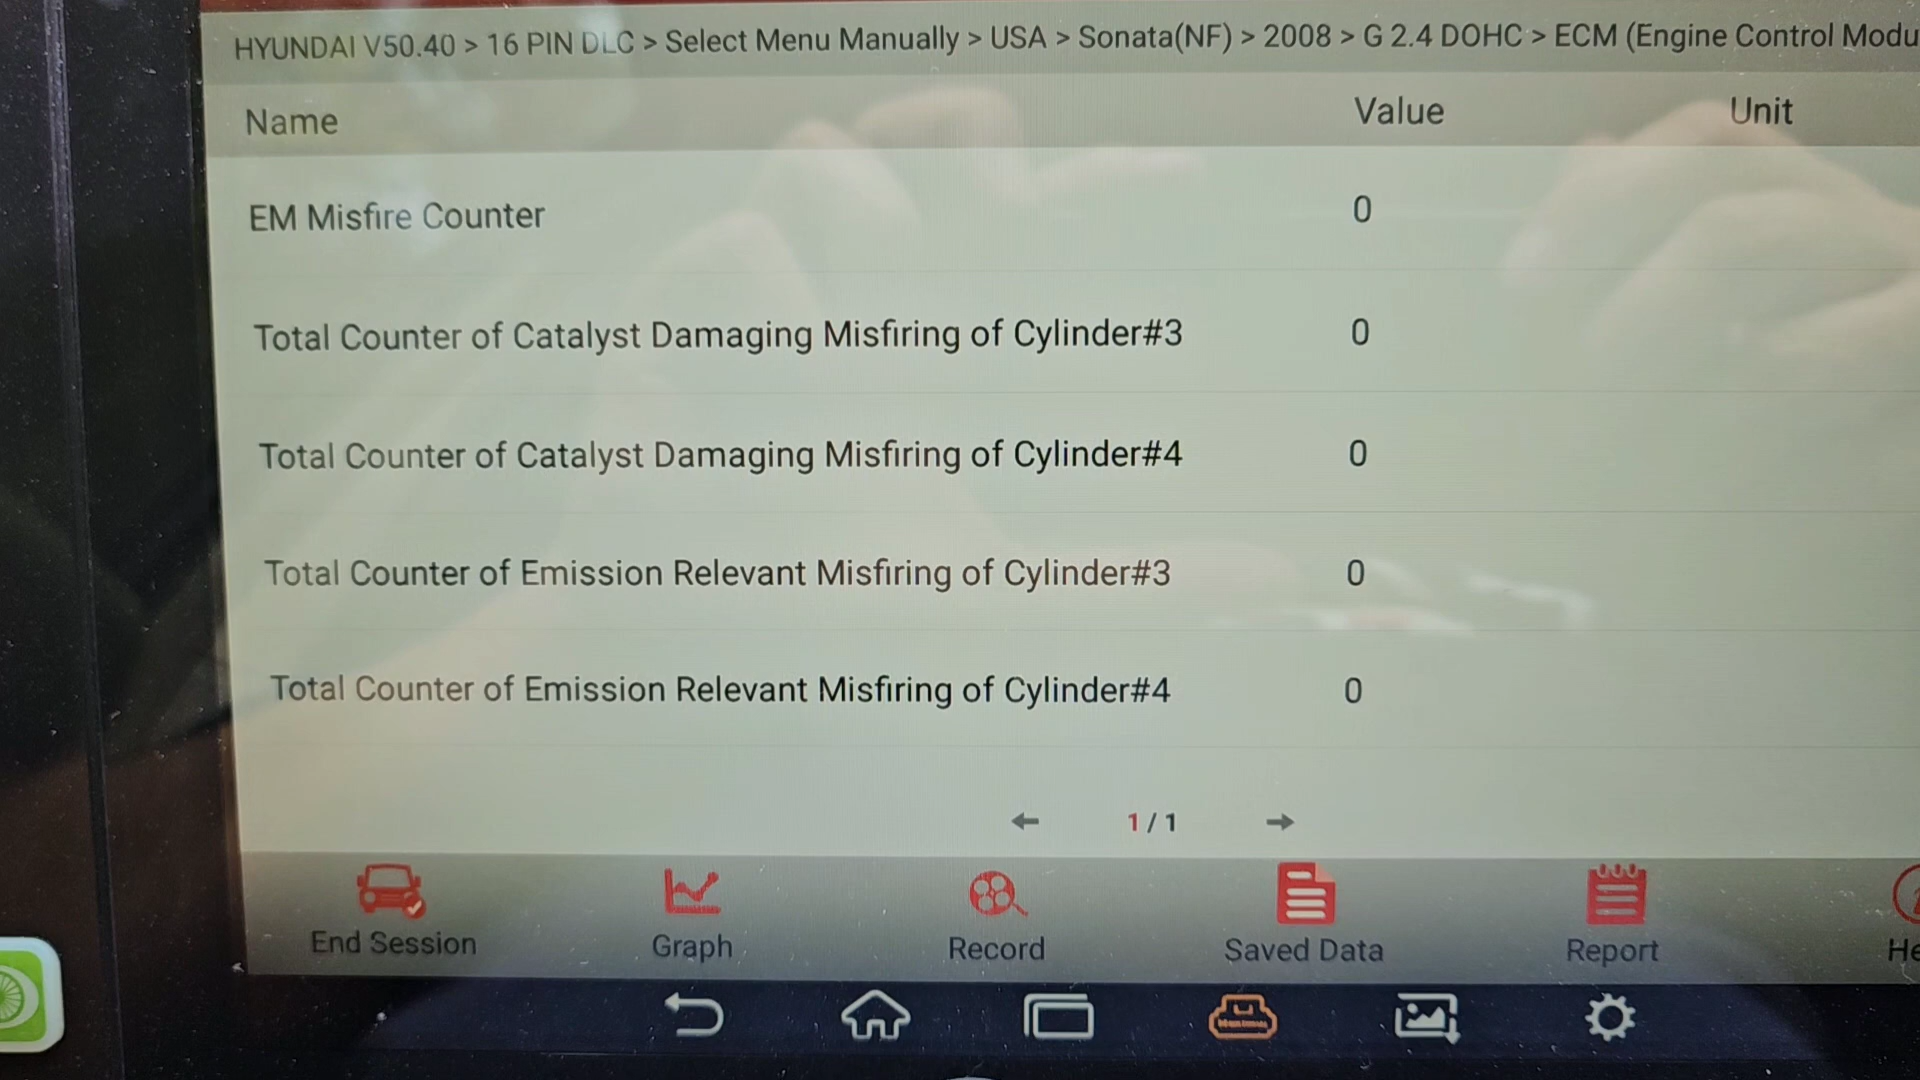 HYUNDAI V50.40 > 16 PIN DLC > Select Menu Manually > USA > Sonata(NF) > 2008 > G 2.4 DOHC > ECM (Engine Control Modu
Name Value Unit
EM Misfire Counter 0
Total Counter of Catalyst Damaging Misfiring of Cylinder#3 0
Total Counter of Catalyst Damaging Misfiring of Cylinder#4 0
Total Counter of Emission Relevant Misfiring of Cylinder#3 0
Total Counter of Emission Relevant Misfiring of Cylinder#4 0
1 / 1
End Session Graph Record Saved Data Report He